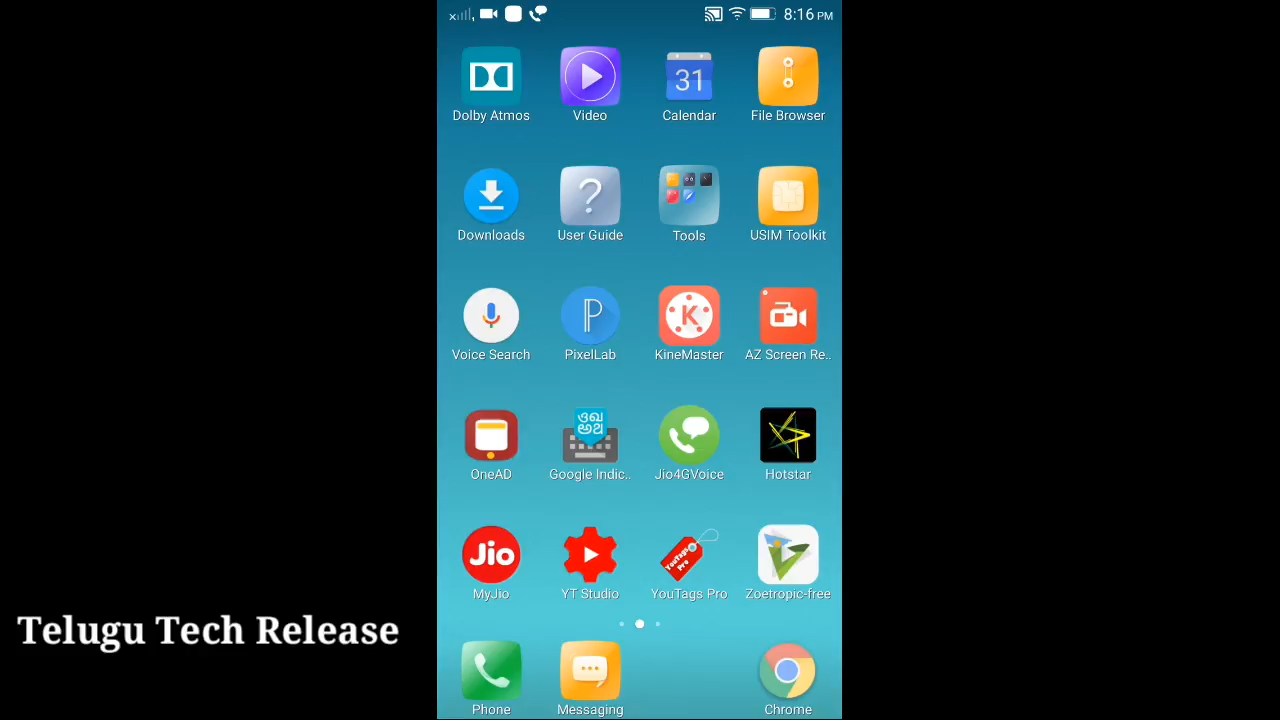 8:16 PM
Dolby Atmos
Video
31
Calendar
File Browser
Downloads
?
User Guide
Tools
USIM Toolkit
Voice Search
P
PixelLab
K
KineMaster
AZ Screen Re..
OneAD
Google Indic..
Jio4GVoice
Hotstar
Jio
MyJio
YT Studio
YouTags Pro
YouTags Pro
Zoetropic-free
Telugu Tech Release
Phone
Messaging
Chrome